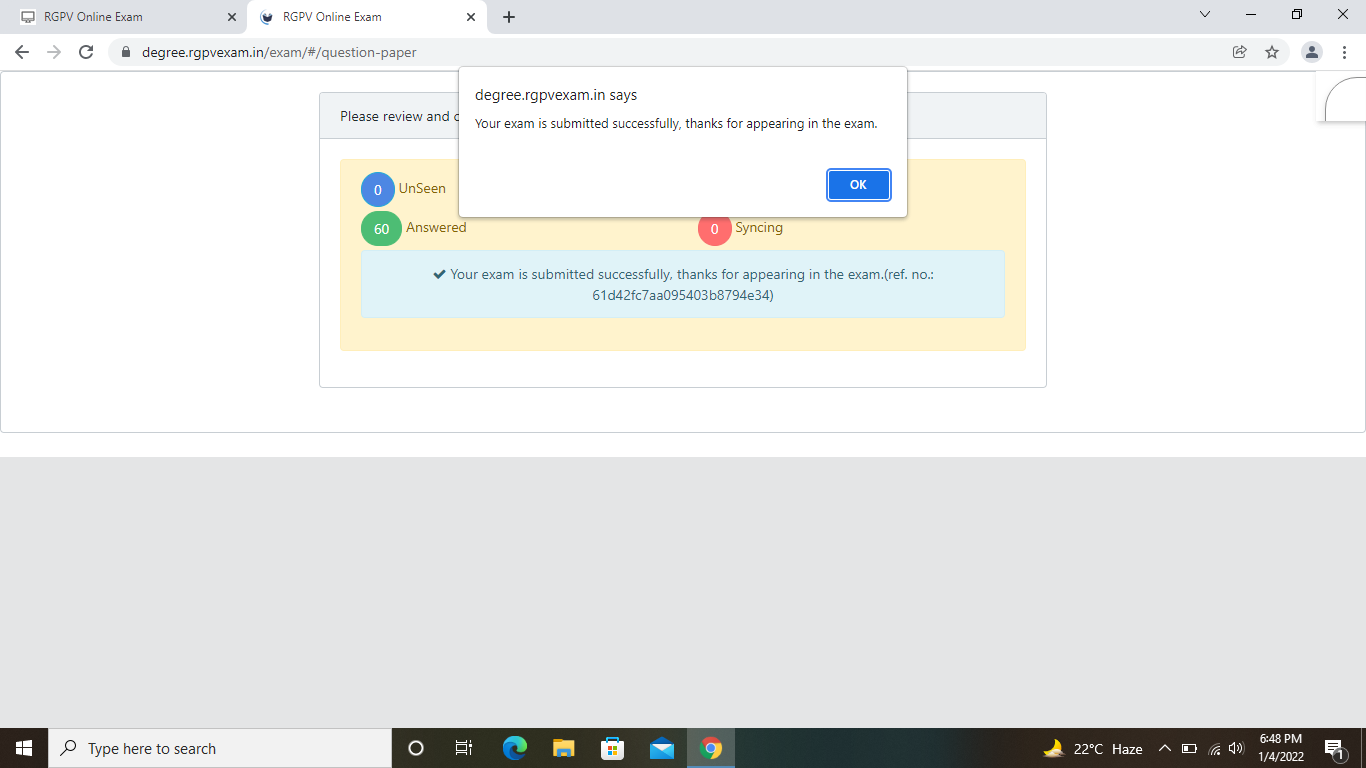 RGPV Online Exam
RGPV Online Exam
degree.rgpvexam.in/exam/#/question-paper
degree.rgpvexam.in says
Your exam is submitted successfully, thanks for appearing in the exam.
OK
Please review and
0 UnSeen
60 Answered
0 Syncing
Your exam is submitted successfully, thanks for appearing in the exam.(ref. no.:
61d42fc7aa095403b8794e34)
Type here to search
22°C Haze
6:48 PM
1/4/2022
1